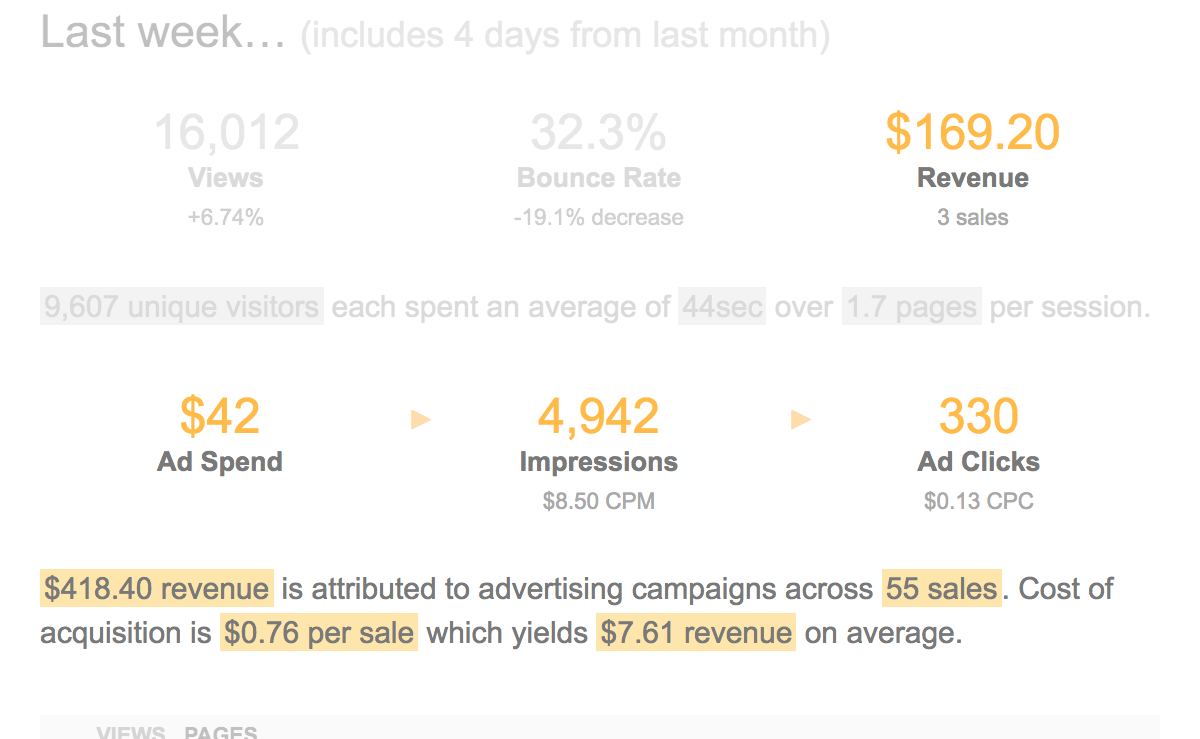 Last week… (includes 4 days from last month)
16,012 32.3% $169.20
Views Bounce Rate Revenue
+6.74% -19.1% decrease 3 sales
9,607 unique visitors each spent an average of 44sec over 1.7 pages per session.
$42 ▶ 4,942 ▶ 330
Ad Spend Impressions Ad Clicks
$8.50 CPM $0.13 CPC
$418.40 revenue is attributed to advertising campaigns across 55 sales. Cost of
acquisition is $0.76 per sale which yields $7.61 revenue on average.
VIEWS PAGES